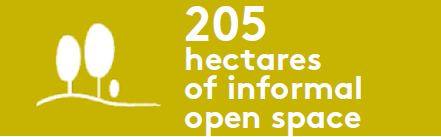 205
hectares
of informal
open space